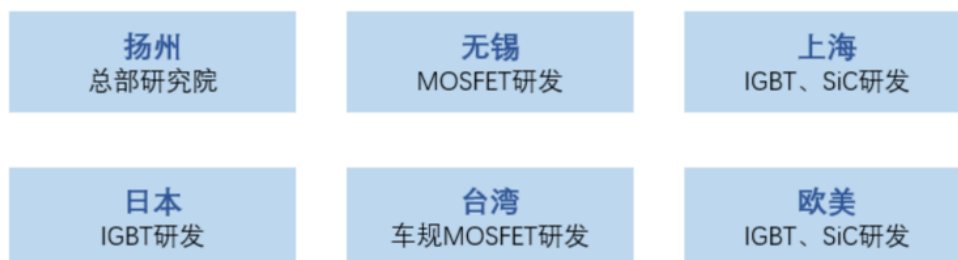 扬州
总部研究院
无锡
MOSFET研发
上海
IGBT、SiC研发
日本
IGBT研发
台湾
车规MOSFET研发
欧美
IGBT、SiC研发